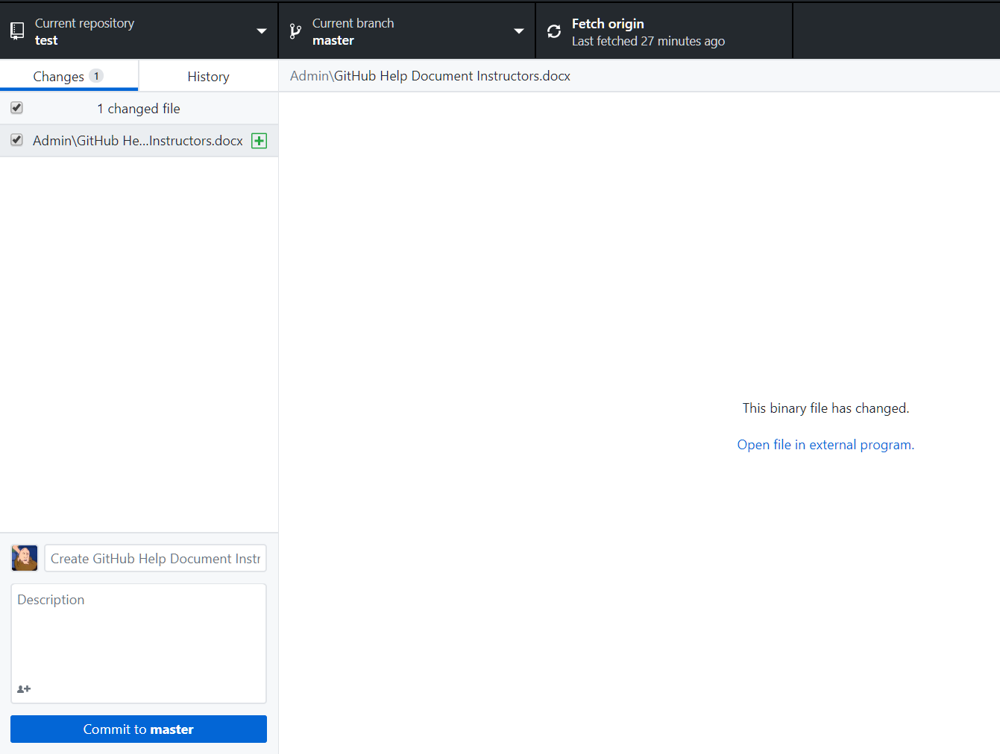 Current repository
test
Current branch
master
Fetch origin
Last fetched 27 minutes ago
Changes 1
History
Admin\GitHub Help Document Instructors.docx
1 changed file
Admin\GitHub He...Instructors.docx
This binary file has changed.
Open file in external program.
Create GitHub Help Document Instr
Description
Commit to master